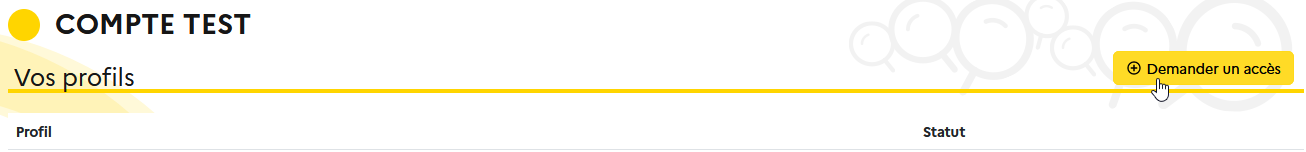 COMPTE TEST
Vos profils
Demander un accès
Profil Statut